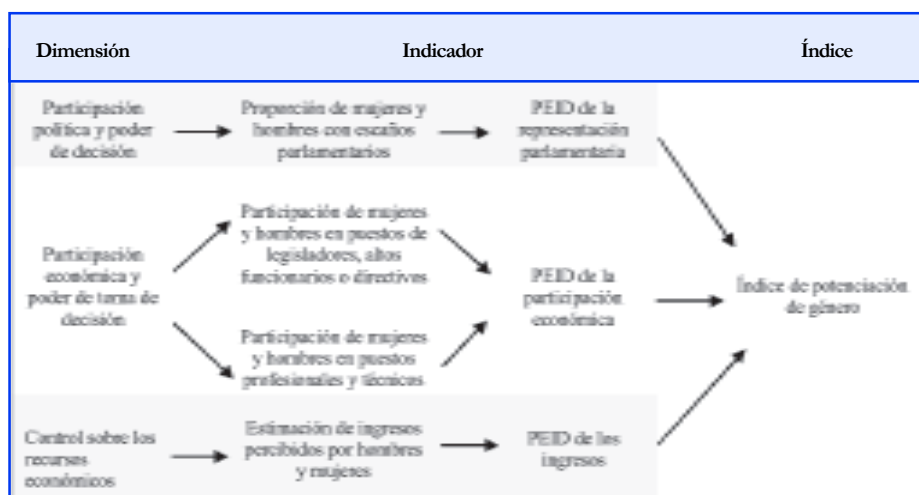 Dimensión Indicador Índice
Participación
política y poder
de decisión
Proporción de mujeres y
hombres con escaños
parlamentarios
PEID de la
representación
parlamentaria
Participación
económica y
poder de toma de
decisión
Participación de mujeres
y hombres en puestos de
legisladores, altos
funcionarios o directivos
Participación de mujeres
y hombres en puestos
profesionales y técnicos
PEID de la
participación
económica
Índice de potenciación
de género
Control sobre los
recursos
económicos
Estimación de ingresos
percibidos por hombres
y mujeres
PEID de los
ingresos